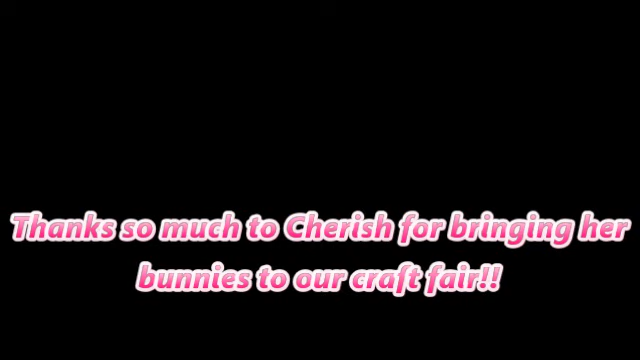 Thanks so much to Cherish for bringing her
bunnies to our craft fair!!